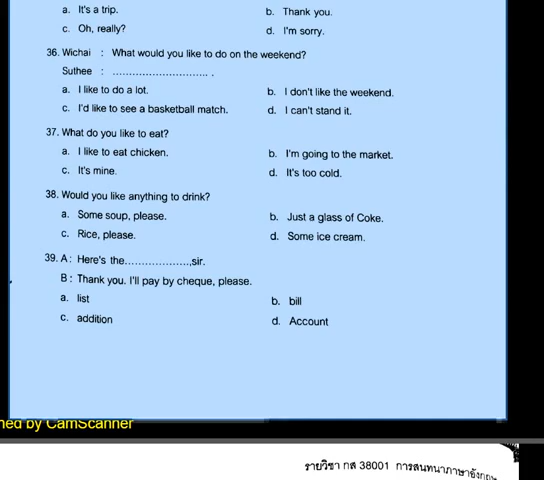 a. It's a trip. b. Thank you.
c. Oh, really? d. I'm sorry.
36. Wichai : What would you like to do on the weekend?
Suthee : ............................ .
a. I like to do a lot. b. I don't like the weekend.
c. I'd like to see a basketball match. d. I can't stand it.
37. What do you like to eat?
a. I like to eat chicken. b. I'm going to the market.
c. It's mine. d. It's too cold.
38. Would you like anything to drink?
a. Some soup, please. b. Just a glass of Coke.
c. Rice, please. d. Some ice cream.
39. A : Here's the...................,sir.
B : Thank you. I'll pay by cheque, please.
a. list b. bill
c. addition d. Account
ned by CamScanner
รายวิชา กส 38001 การสนทนาภาษาอังกฤษ